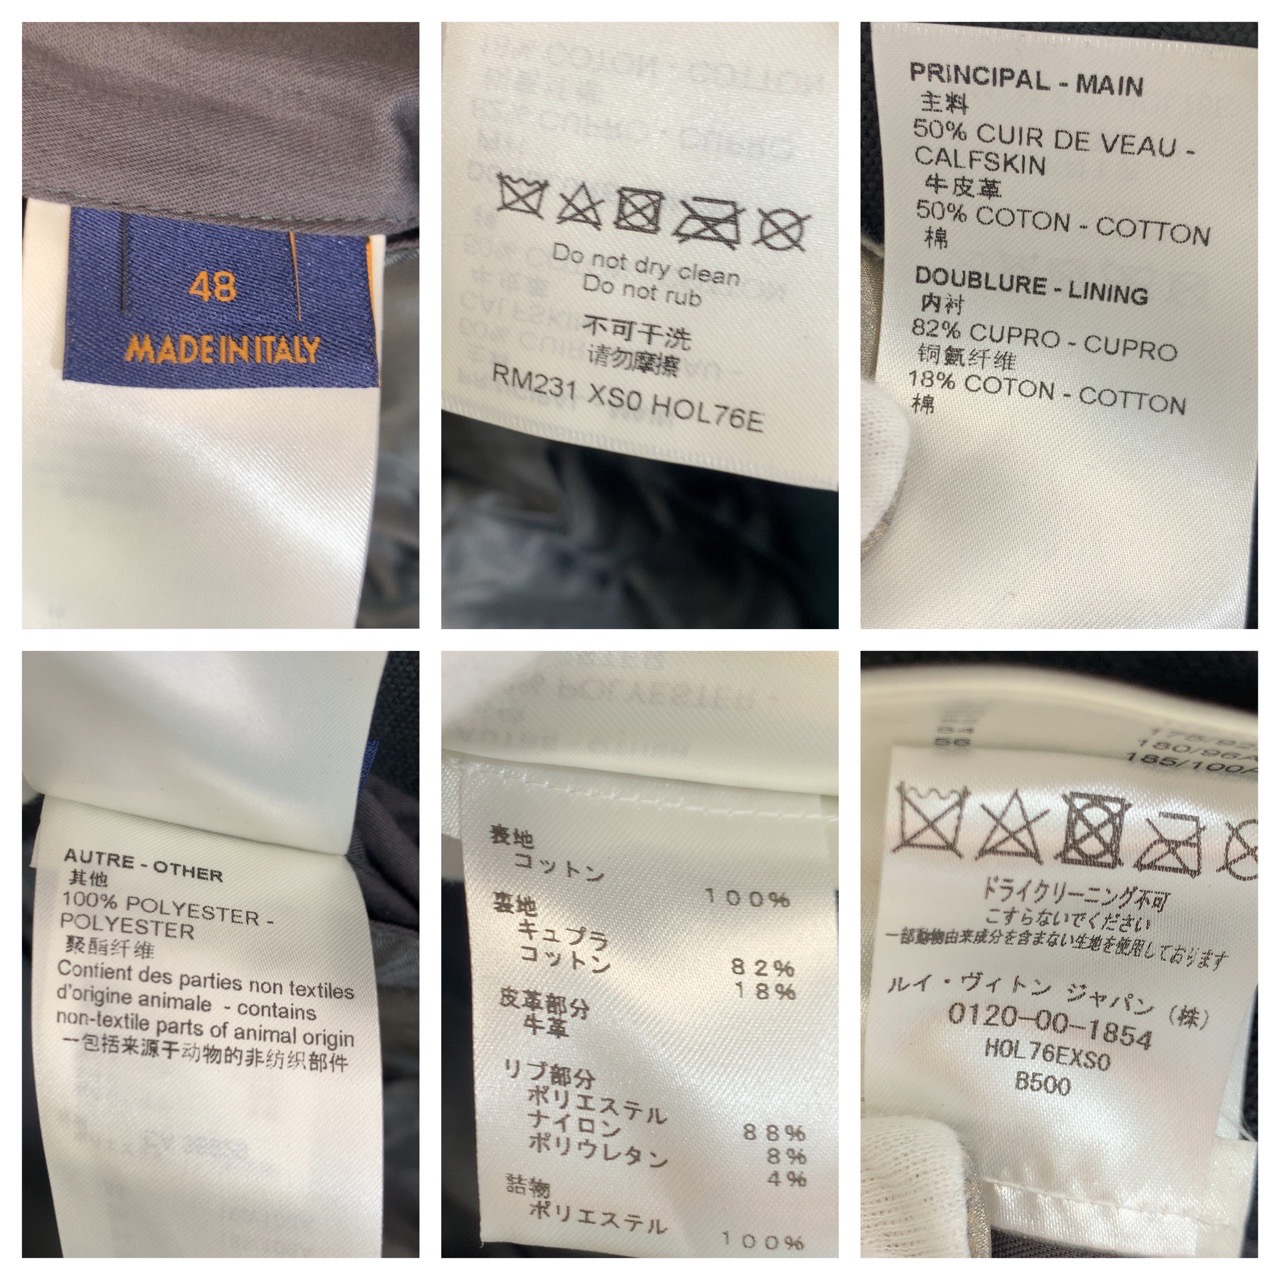 48
MADE IN ITALY
Do not dry clean
Do not rub
不可干洗
请勿摩擦
RM231 XS0 HOL76E
PRINCIPAL - MAIN
主料
50% CUIR DE VEAU -
CALFSKIN
牛皮革
50% COTON - COTTON
棉
DOUBLURE - LINING
内衬
82% CUPRO - CUPRO
铜氨纤维
18% COTON - COTTON
棉
AUTRE - OTHER
其他
100% POLYESTER -
POLYESTER
聚酯纤维
Contient des parties non textiles
d'origine animale - contains
non-textile parts of animal origin
一包括来源于动物的非纺织部件
表地
コットン 100%
裏地
キュプラ 82%
コットン 18%
皮革部分
牛革
リブ部分
ポリエステル 88%
ナイロン 8%
ポリウレタン 4%
詰物
ポリエステル 100%
54
56
180/96A
185/100A
ドライクリーニング不可
こすらないでください
一部動物由来成分を含まない生地を使用しております
ルイ・ヴィトン ジャパン (株)
0120-00-1854
HOL76EXS0
B500